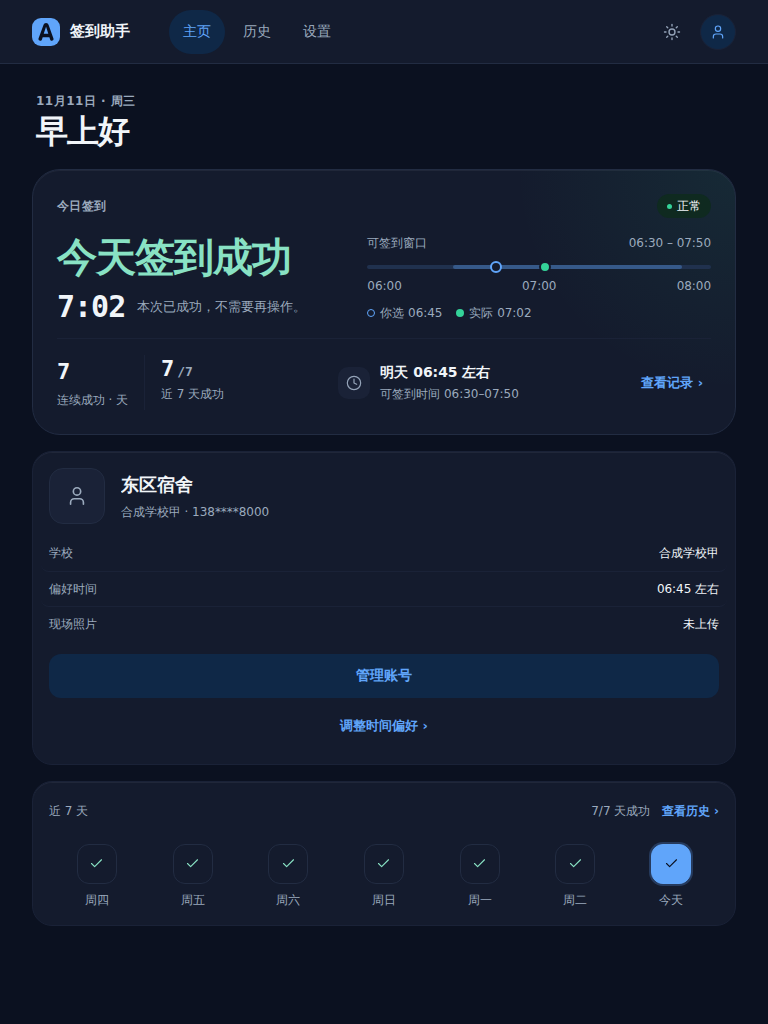 A 签到助手 主页 历史 设置
11月11日 · 周三
早上好
今日签到 正常
今天签到成功
7:02 本次已成功，不需要再操作。
可签到窗口 06:30 – 07:50
06:00 07:00 08:00
你选 06:45 实际 07:02
7
连续成功 · 天
7 /7
近 7 天成功
明天 06:45 左右
可签到时间 06:30–07:50
查看记录 ›
东区宿舍
合成学校甲 · 138****8000
学校 合成学校甲
偏好时间 06:45 左右
现场照片 未上传
管理账号
调整时间偏好 ›
近 7 天 7/7 天成功 查看历史 ›
周四 周五 周六 周日 周一 周二 今天